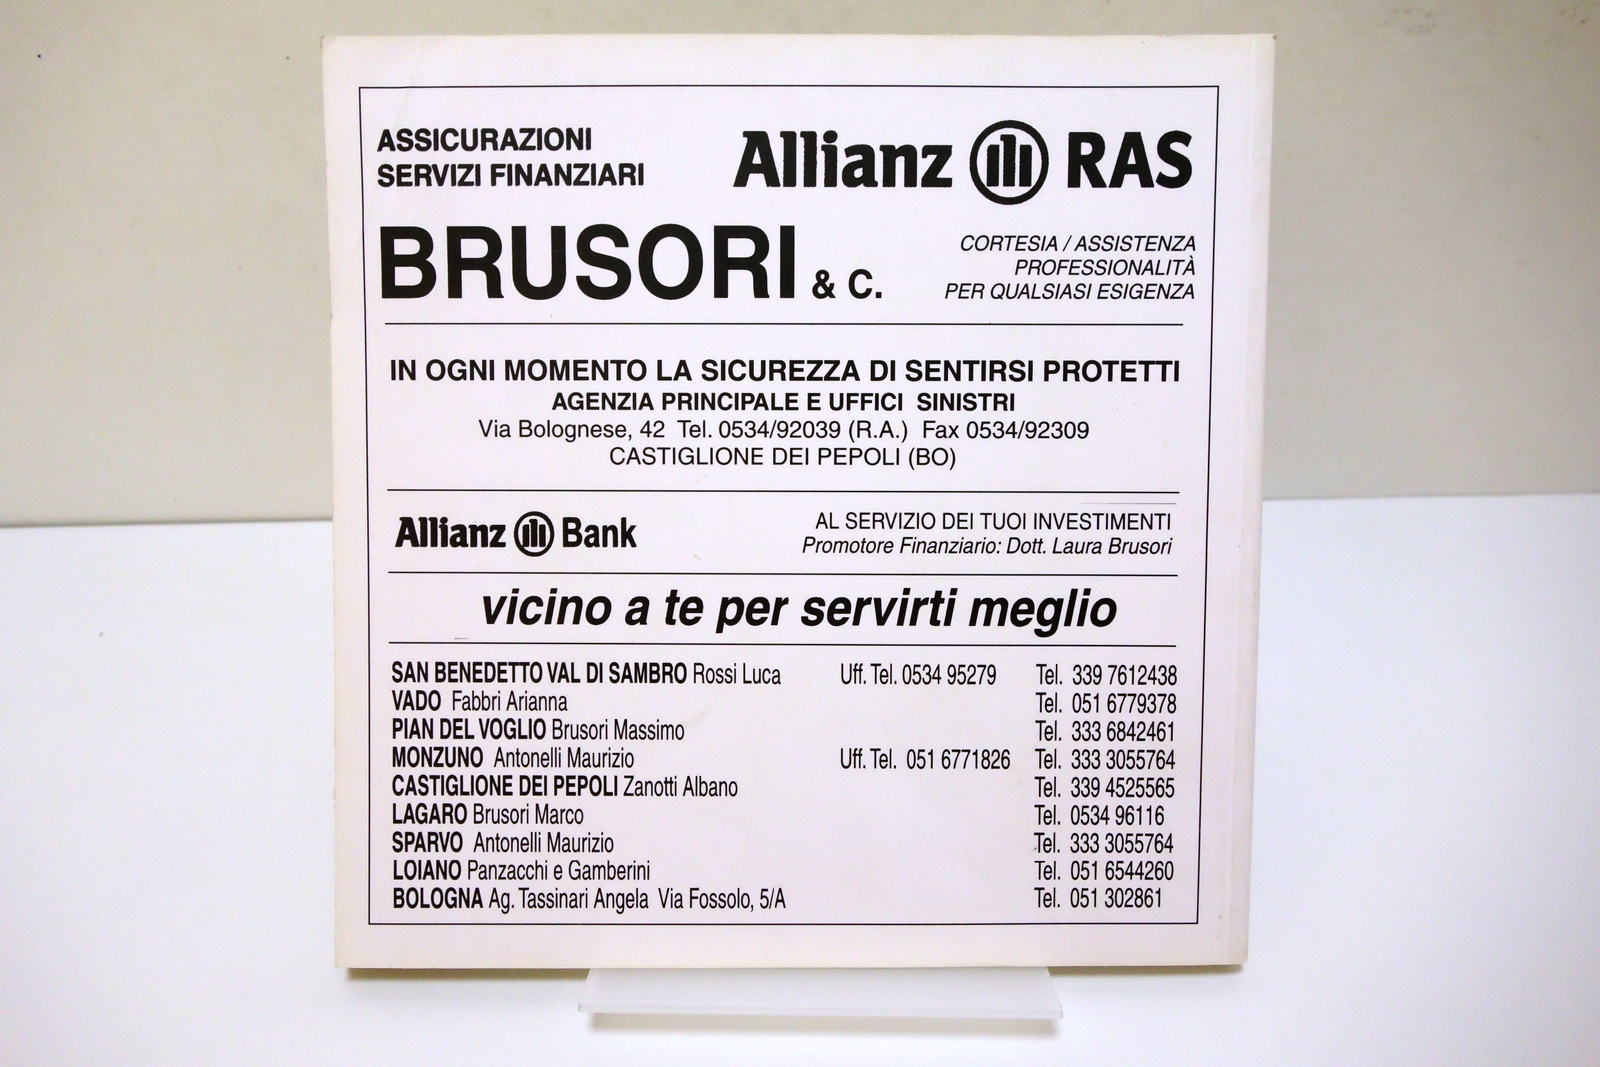 ASSICURAZIONI
SERVIZI FINANZIARI
Allianz RAS
BRUSORI & C.
CORTESIA / ASSISTENZA
PROFESSIONALITÀ
PER QUALSIASI ESIGENZA
IN OGNI MOMENTO LA SICUREZZA DI SENTIRSI PROTETTI
AGENZIA PRINCIPALE E UFFICI SINISTRI
Via Bolognese, 42 Tel. 0534/92039 (R.A.) Fax 0534/92309
CASTIGLIONE DEI PEPOLI (BO)
Allianz Bank
AL SERVIZIO DEI TUOI INVESTIMENTI
Promotore Finanziario: Dott. Laura Brusori
vicino a te per servirti meglio
SAN BENEDETTO VAL DI SAMBRO Rossi Luca Uff. Tel. 0534 95279 Tel. 339 7612438
VADO Fabbri Arianna Tel. 051 6779378
PIAN DEL VOGLIO Brusori Massimo Tel. 333 6842461
MONZUNO Antonelli Maurizio Uff. Tel. 051 6771826 Tel. 333 3055764
CASTIGLIONE DEI PEPOLI Zanotti Albano Tel. 339 4525565
LAGARO Brusori Marco Tel. 0534 96116
SPARVO Antonelli Maurizio Tel. 333 3055764
LOIANO Panzacchi e Gamberini Tel. 051 6544260
BOLOGNA Ag. Tassinari Angela Via Fossolo, 5/A Tel. 051 302861